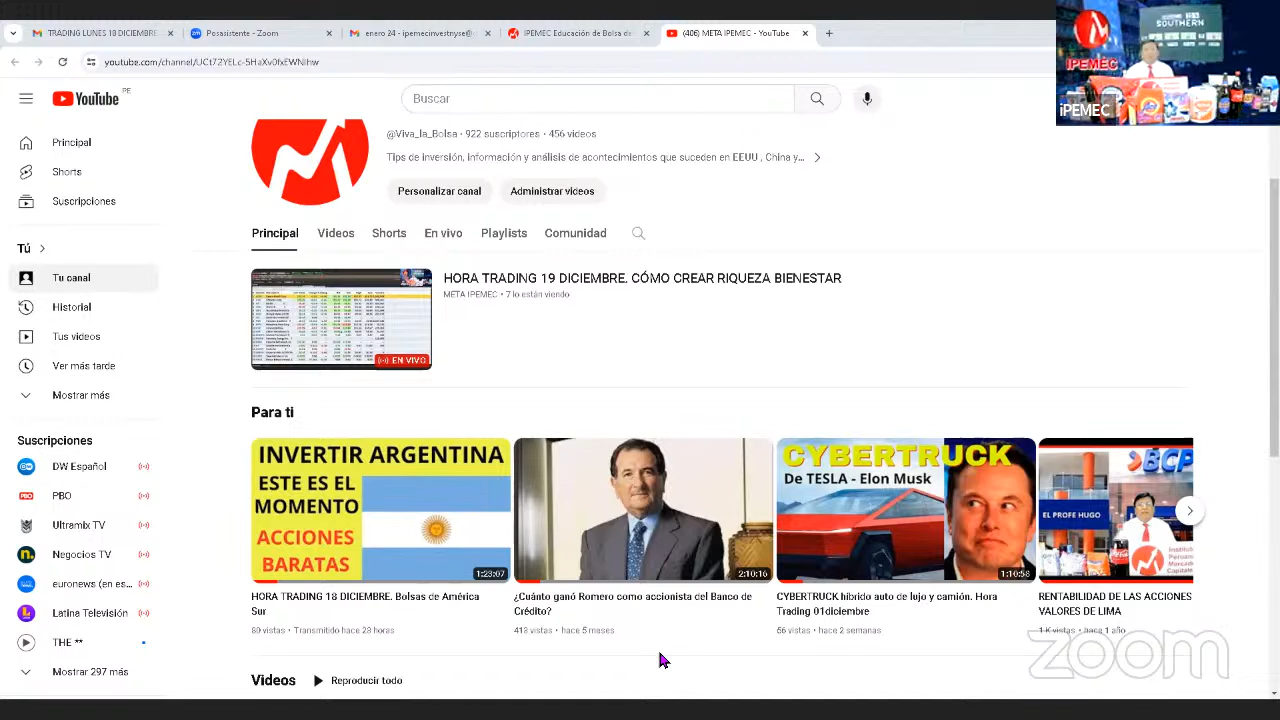 TRADING LUNES 18 DICIEMBRE
Posasistente - Zoom
enero 24 - ipemecinvertir@gmail
IPEMEC Educación de Bolsa de
(406) META IPEMEC - YouTube
youtube.com/channel/UCt72YELc-5HaXv0fxEWNIhw
SOUTHERN
IPEMEC
iPEMEC
YouTube PE
Buscar
@Viva_la_Bolsa • 922 suscriptores • 456 videos
Tips de inversión, información y análisis de acontecimientos que suceden en EEUU , China y...
Personalizar canal
Administrar videos
Principal
Shorts
Suscripciones
Tú
Tu canal
Tus videos
Ver más tarde
Mostrar más
Suscripciones
DW Español
PBO
Ultramix TV
Negocios TV
euronews (en es...
Latina Televisión
THE **
Mostrar 297 más
Principal Videos Shorts En vivo Playlists Comunidad
HORA TRADING 19 DICIEMBRE. CÓMO CREAR RIQUEZA BIENESTAR
META IPEMEC • 7 lo están viendo
EN VIVO
Para ti
INVERTIR ARGENTINA
ESTE ES EL
MOMENTO
ACCIONES
BARATAS
1:23:07
HORA TRADING 18 DICIEMBRE. Bolsas de América
Sur
80 vistas • Transmitido hace 23 horas
2:10:16
¿Cuánto ganó Romero como accionista del Banco de
Crédito?
413 vistas • hace 5 meses
CYBERTRUCK
De TESLA - Elon Musk
1:10:58
CYBERTRUCK híbrido auto de lujo y camión. Hora
Trading 01diciembre
56 vistas • hace 2 semanas
BCP
EL PROFE HUGO
RENTABILIDAD DE LAS ACCIONES
VALORES DE LIMA
1 K vistas • hace 1 año
Videos
Reproducir todo
zoom